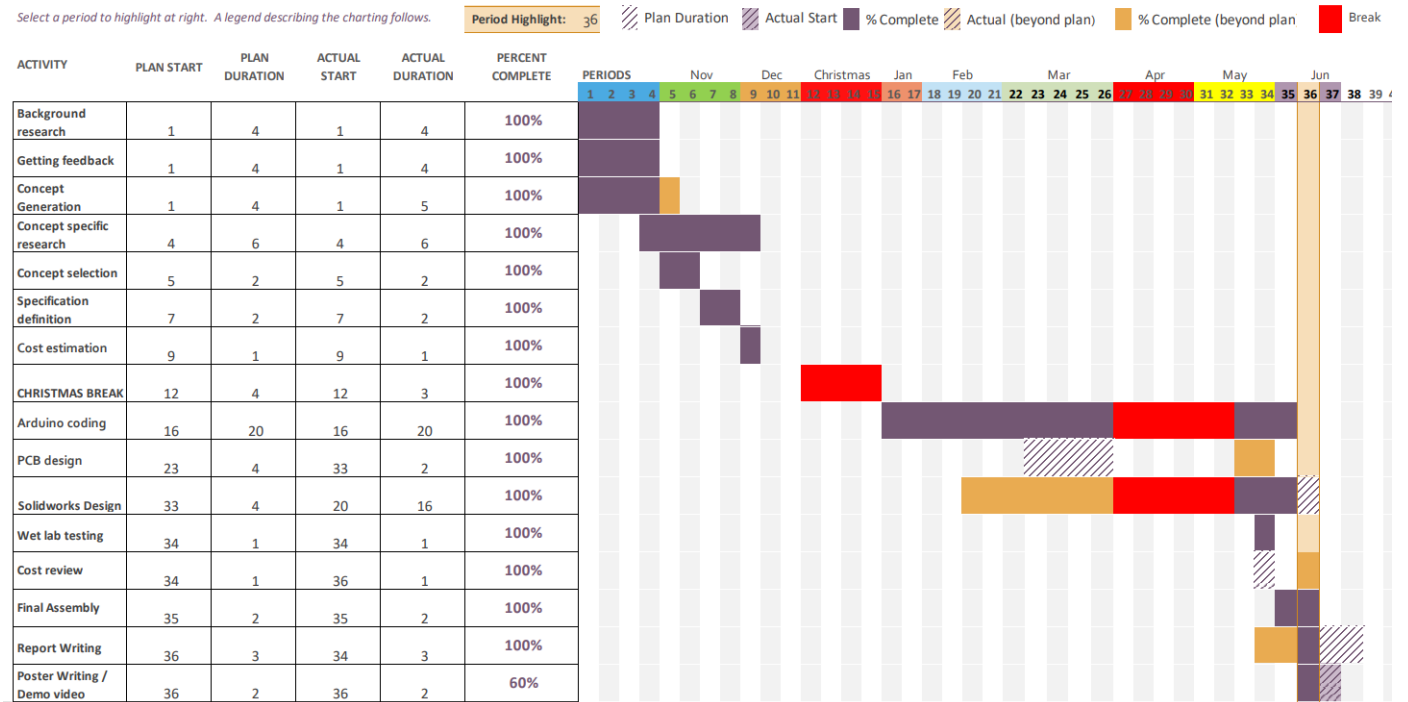 Select a period to highlight at right.  A legend describing the charting follows.
Period Highlight: 36
Plan Duration
Actual Start
% Complete
Actual (beyond plan)
% Complete (beyond plan
Break
ACTIVITY PLAN START PLAN DURATION ACTUAL START ACTUAL DURATION PERCENT COMPLETE
PERIODS Nov Dec Christmas Jan Feb Mar Apr May Jun
1 2 3 4 5 6 7 8 9 10 11 12 13 14 15 16 17 18 19 20 21 22 23 24 25 26 27 28 29 30 31 32 33 34 35 36 37 38 39
Background research 1 4 1 4 100%
Getting feedback 1 4 1 4 100%
Concept Generation 1 4 1 5 100%
Concept specific research 4 6 4 6 100%
Concept selection 5 2 5 2 100%
Specification definition 7 2 7 2 100%
Cost estimation 9 1 9 1 100%
CHRISTMAS BREAK 12 4 12 3 100%
Arduino coding 16 20 16 20 100%
PCB design 23 4 33 2 100%
Solidworks Design 33 4 20 16 100%
Wet lab testing 34 1 34 1 100%
Cost review 34 1 36 1 100%
Final Assembly 35 2 35 2 100%
Report Writing 36 3 34 3 100%
Poster Writing / Demo video 36 2 36 2 60%